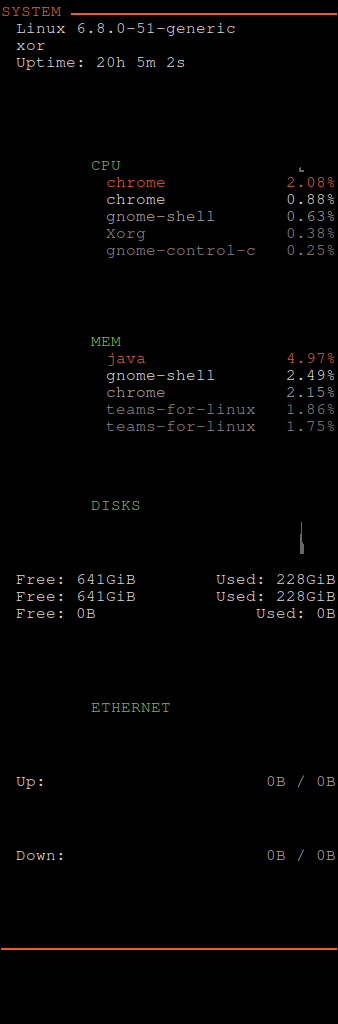 SYSTEM
Linux 6.8.0-51-generic
xor
Uptime: 20h 5m 2s
CPU
chrome 2.08%
chrome 0.88%
gnome-shell 0.63%
Xorg 0.38%
gnome-control-c 0.25%
MEM
java 4.97%
gnome-shell 2.49%
chrome 2.15%
teams-for-linux 1.86%
teams-for-linux 1.75%
DISKS
Free: 641GiB Used: 228GiB
Free: 641GiB Used: 228GiB
Free: 0B Used: 0B
ETHERNET
Up: 0B / 0B
Down: 0B / 0B